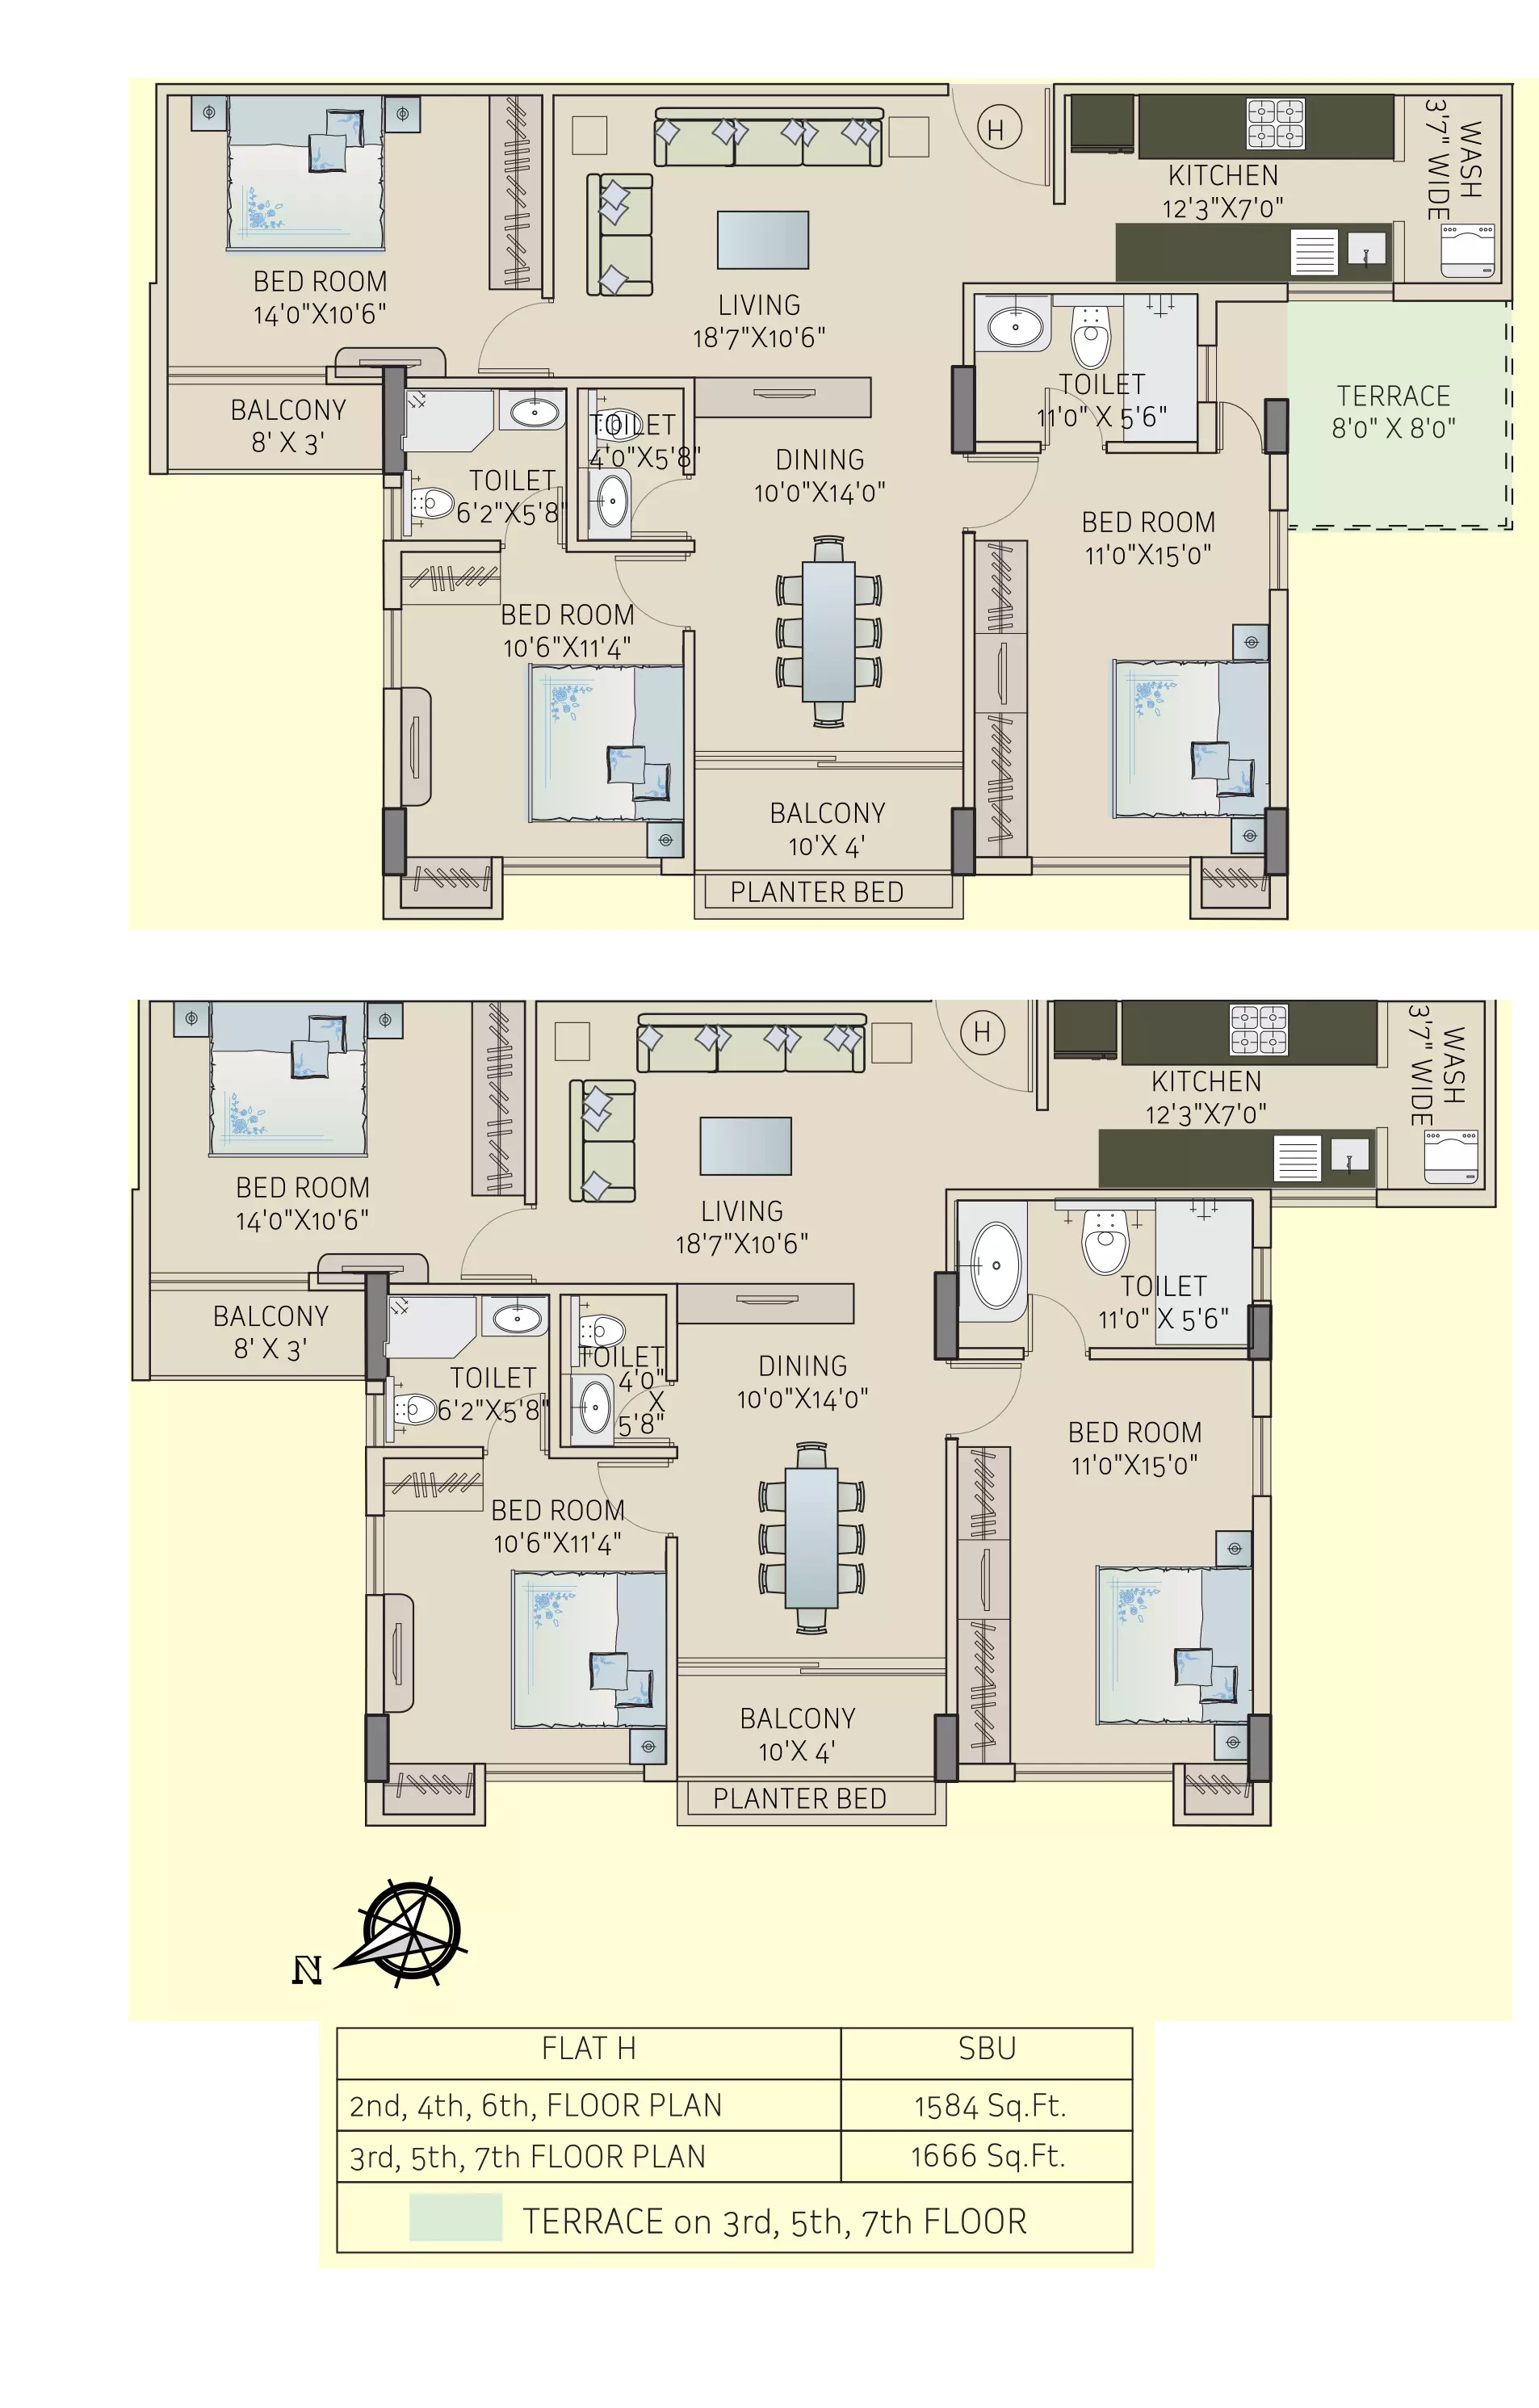 H
3'7" WIDE
WASH
KITCHEN
12'3"X7'0"
BED ROOM
14'0"X10'6"
LIVING
18'7"X10'6"
BALCONY
8' X 3'
TOILET
11'0" X 5'6"
TERRACE
8'0" X 8'0"
TOILET
4'0"X5'8"
TOILET
6'2"X5'8"
DINING
10'0"X14'0"
BED ROOM
11'0"X15'0"
BED ROOM
10'6"X11'4"
BALCONY
10'X 4'
PLANTER BED
H
3'7" WIDE
WASH
KITCHEN
12'3"X7'0"
BED ROOM
14'0"X10'6"
LIVING
18'7"X10'6"
BALCONY
8' X 3'
TOILET
11'0" X 5'6"
TOILET
4'0"
X
5'8"
TOILET
6'2"X5'8"
DINING
10'0"X14'0"
BED ROOM
11'0"X15'0"
BED ROOM
10'6"X11'4"
BALCONY
10'X 4'
PLANTER BED
N
FLAT H SBU
2nd, 4th, 6th, FLOOR PLAN 1584 Sq.Ft.
3rd, 5th, 7th FLOOR PLAN 1666 Sq.Ft.
TERRACE on 3rd, 5th, 7th FLOOR